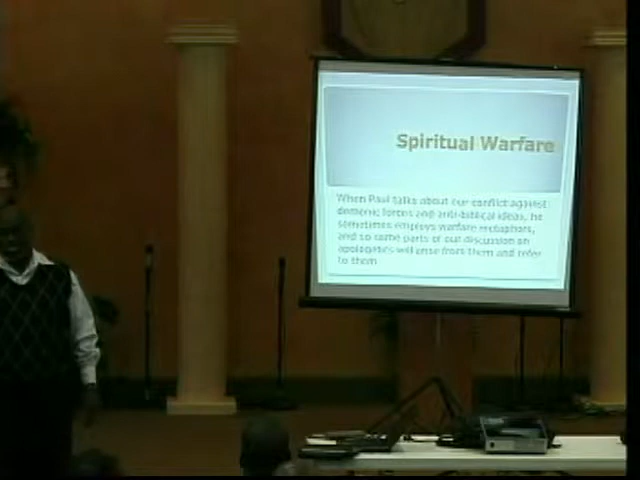 Spiritual Warfare
When Paul talks about our conflict against
demonic forces and anti-biblical ideas, he
sometimes employs warfare metaphors,
and so some parts of our discussion on
apologetics will arise from them and refer
to them